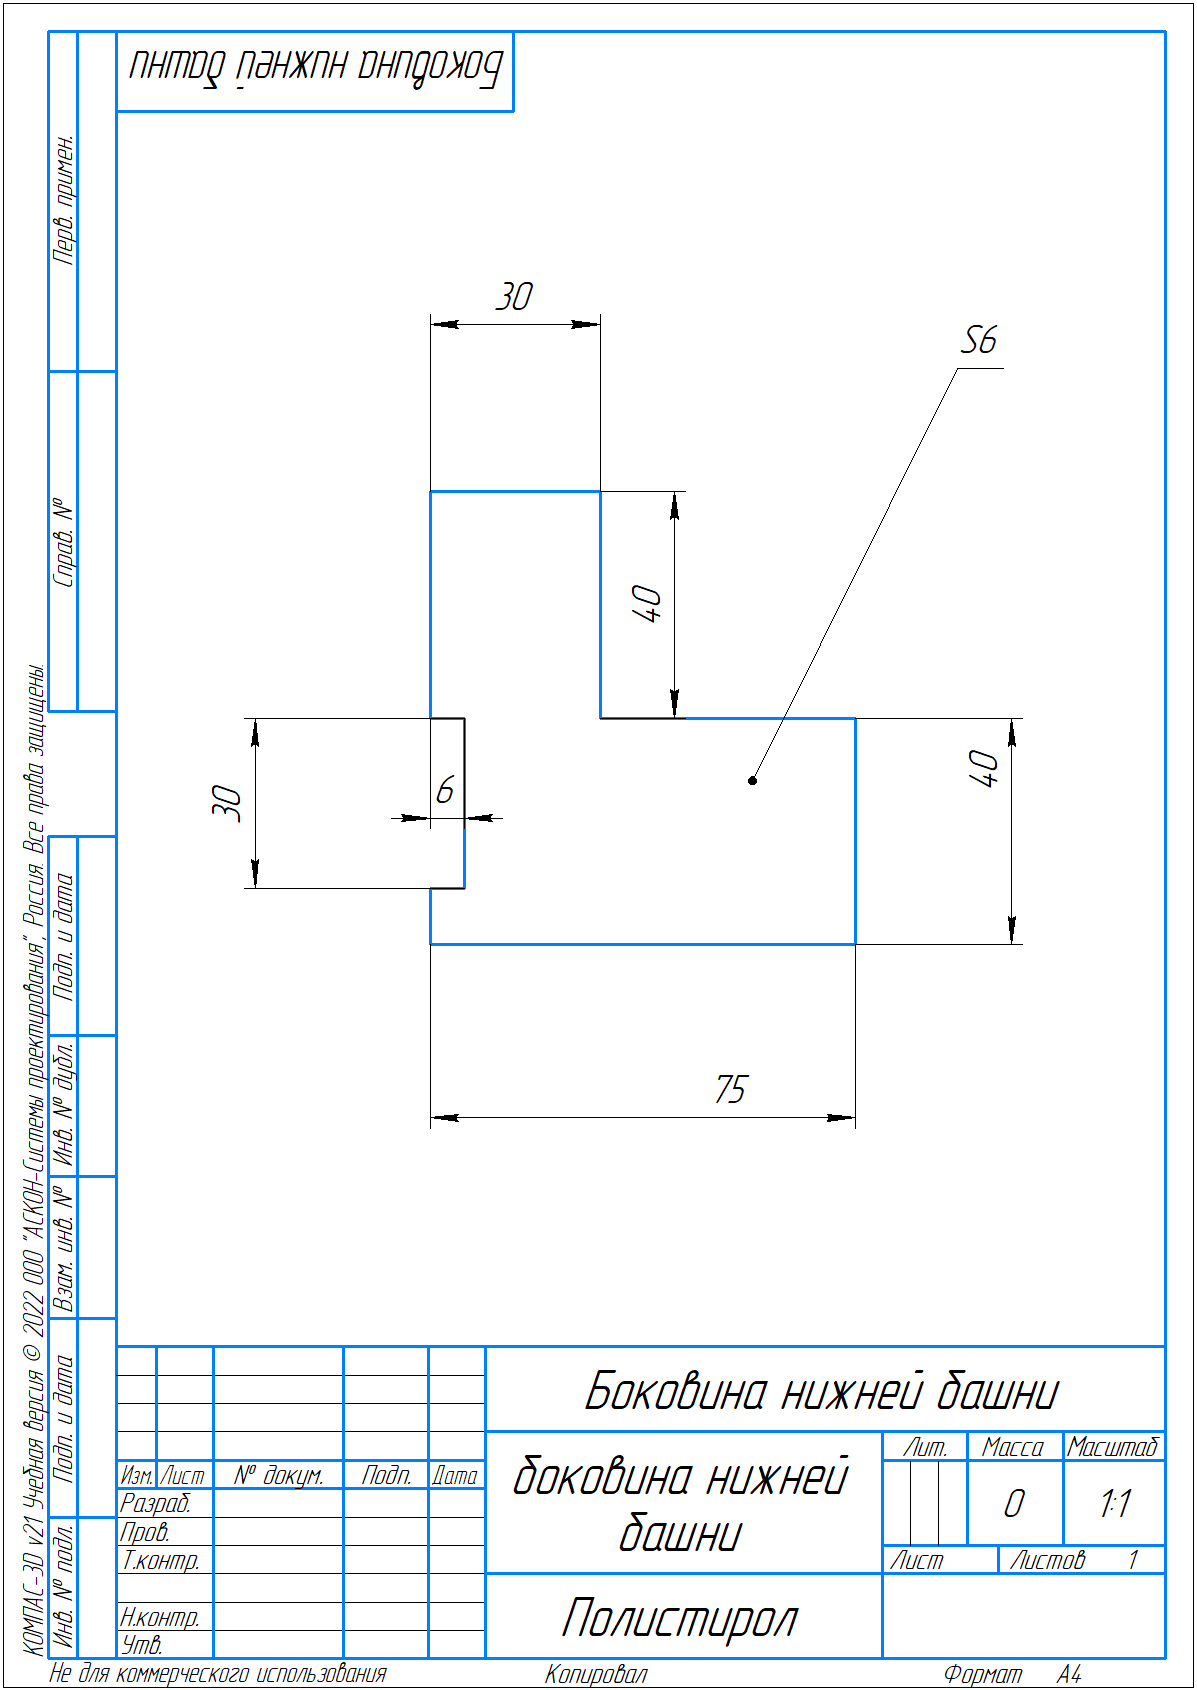 Боковина нижней башни
Перв. примен.
Справ. №
Подп. и дата
Инв. № дубл.
Взам. инв. №
Подп. и дата
Инв. № подл.
КОМПАС-3D v21 Учебная версия © 2022 ООО "АСКОН-Системы проектирования", Россия. Все права защищены.
30
S6
40
30
6
40
75
Боковина нижней башни
боковина нижней
башни
Полистирол
Лит. Масса Масштаб
0 1:1
Лист Листов 1
Изм. Лист № докум. Подп. Дата
Разраб.
Пров.
Т.контр.
Н.контр.
Утв.
Не для коммерческого использования Копировал Формат А4